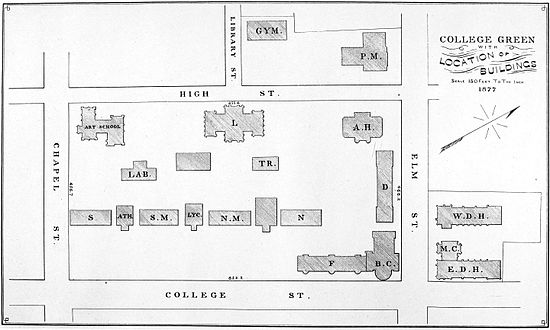 COLLEGE GREEN
WITH
LOCATION OF
BUILDINGS
SCALE 150 FEET TO THE INCH
1877
LIBRARY ST.
GYM.
P.M.
HIGH ST.
ART SCHOOL
L
A.H.
LAB.
TR.
D
CHAPEL ST.
ELM ST.
S
ATH.
S.M.
LYC.
N.M.
N
W.D.H.
M.C.
E.D.H.
F
B.C.
COLLEGE ST.